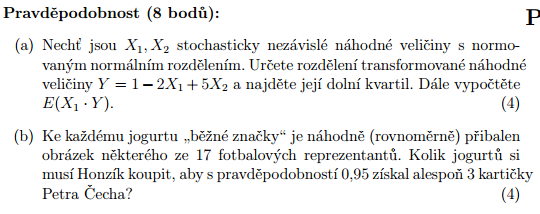 Pravděpodobnost (8 bodů):
P
(a) Nechť jsou X₁, X₂ stochasticky nezávislé náhodné veličiny s normo-
vaným normálním rozdělením. Určete rozdělení transformované náhodné
veličiny Y = 1 − 2X₁ + 5X₂ a najděte její dolní kvartil. Dále vypočtěte
E(X₁ · Y). (4)
(b) Ke každému jogurtu „běžné značky“ je náhodně (rovnoměrně) přibalen
obrázek některého ze 17 fotbalových reprezentantů. Kolik jogurtů si
musí Honzík koupit, aby s pravděpodobností 0,95 získal alespoň 3 kartičky
Petra Čecha? (4)